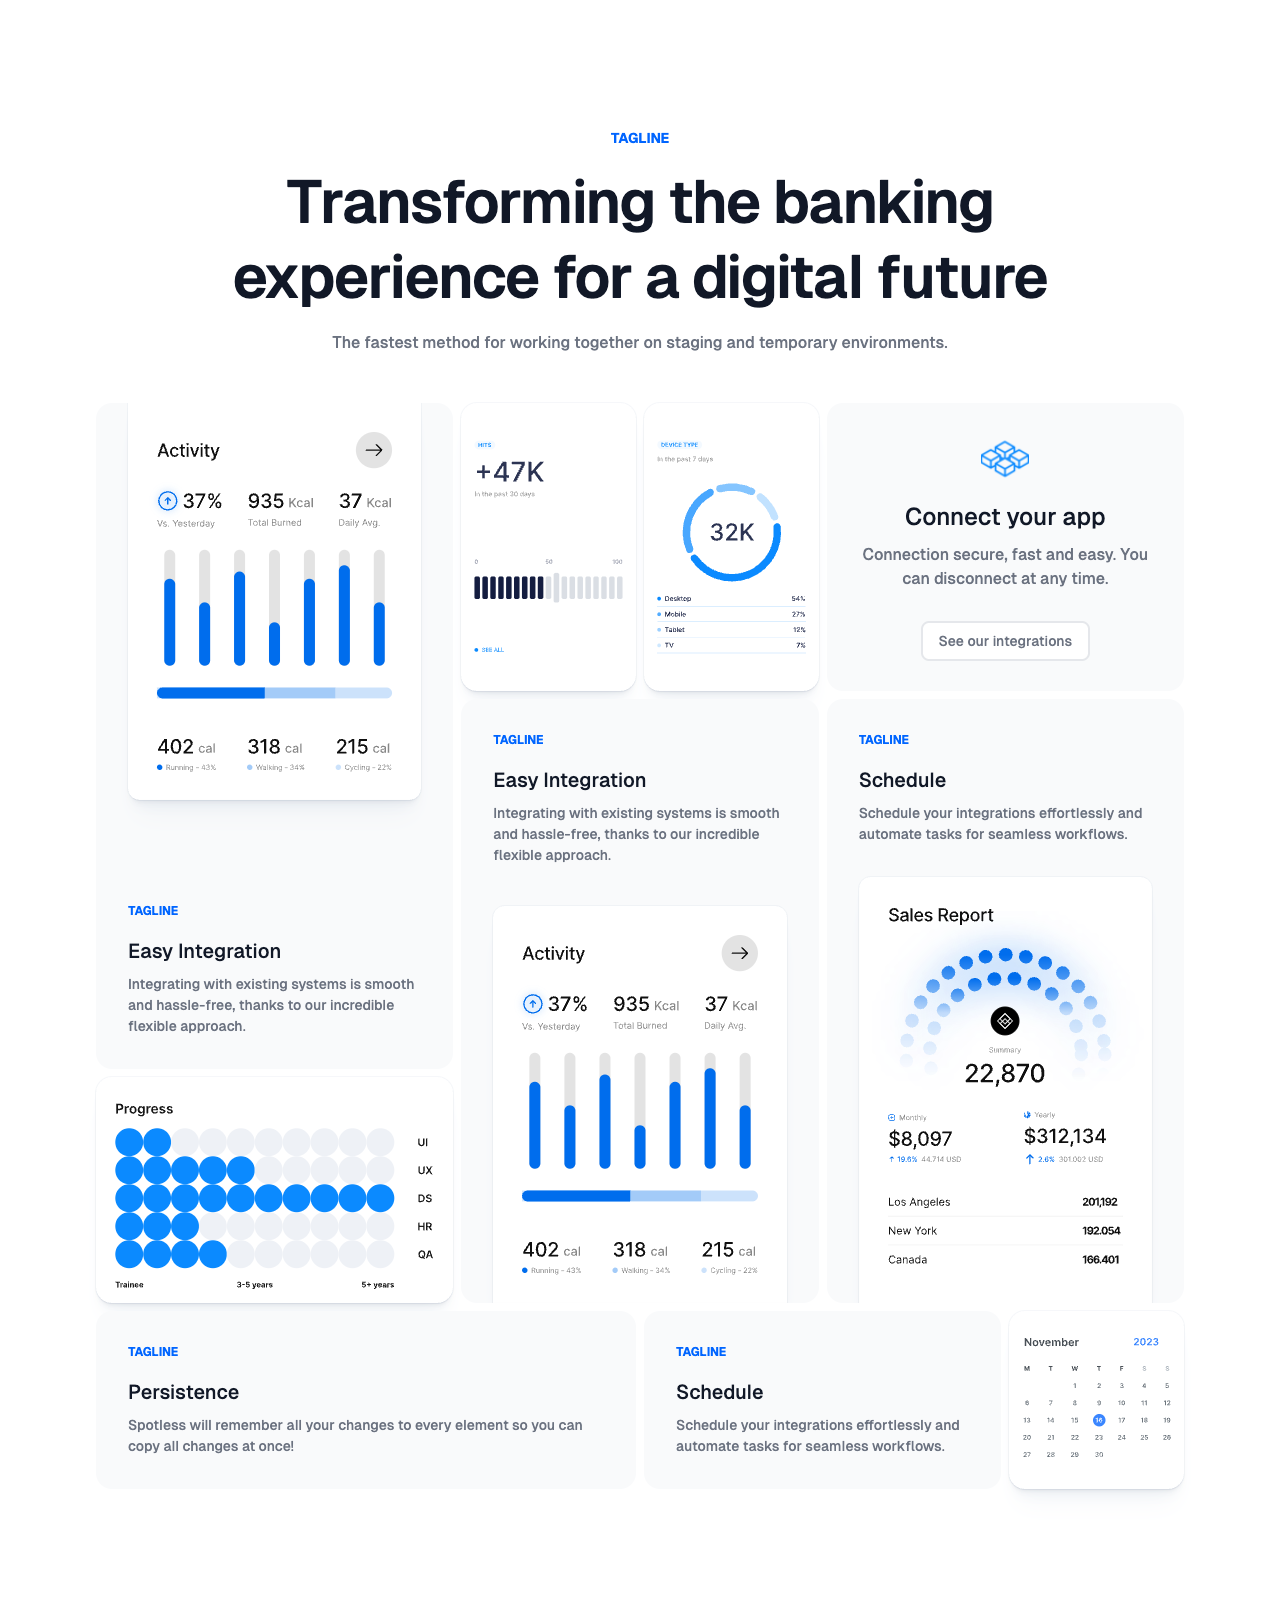 TAGLINE
Transforming the banking
experience for a digital future
The fastest method for working together on staging and temporary environments.
Activity
37% 935 Kcal 37 Kcal
Vs. Yesterday Total Burned Daily Avg.
402 cal 318 cal 215 cal
Running - 43% Walking - 34% Cycling - 22%
TAGLINE
Easy Integration
Integrating with existing systems is smooth
and hassle-free, thanks to our incredible
flexible approach.
HITS
+47K
In the past 30 days
0 50 100
SEE ALL
DEVICE TYPE
In the past 7 days
32K
Desktop 54%
Mobile 27%
Tablet 12%
TV 7%
Connect your app
Connection secure, fast and easy. You
can disconnect at any time.
See our integrations
TAGLINE
Easy Integration
Integrating with existing systems is smooth
and hassle-free, thanks to our incredible
flexible approach.
Activity
37% 935 Kcal 37 Kcal
Vs. Yesterday Total Burned Daily Avg.
402 cal 318 cal 215 cal
Running - 43% Walking - 34% Cycling - 22%
TAGLINE
Schedule
Schedule your integrations effortlessly and
automate tasks for seamless workflows.
Sales Report
Summary
22,870
Monthly Yearly
$8,097 $312,134
19.6% 44.714 USD 2.6% 301.002 USD
Los Angeles 201,192
New York 192.054
Canada 166.401
Progress
UI
UX
DS
HR
QA
Trainee 3-5 years 5+ years
TAGLINE
Persistence
Spotless will remember all your changes to every element so you can
copy all changes at once!
TAGLINE
Schedule
Schedule your integrations effortlessly and
automate tasks for seamless workflows.
November 2023
M T W T F S S
1 2 3 4 5
6 7 8 9 10 11 12
13 14 15 16 17 18 19
20 21 22 23 24 25 26
27 28 29 30